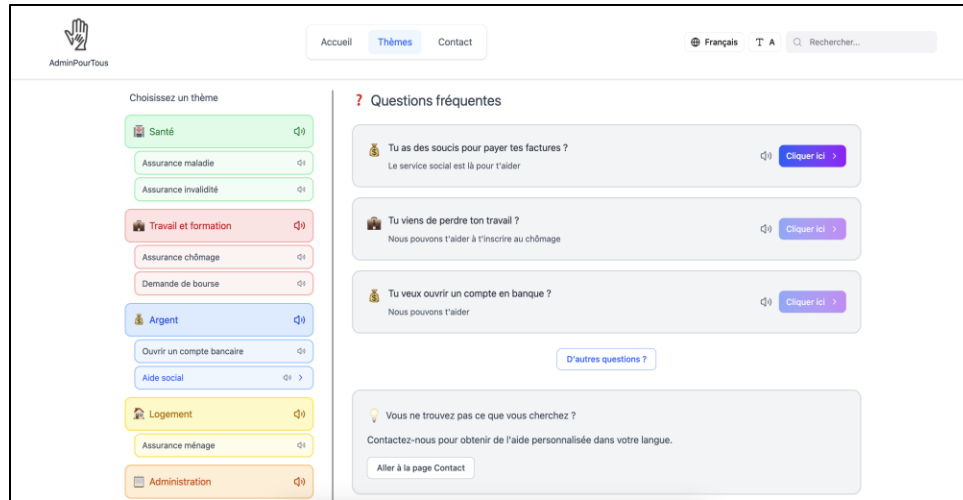 AdminPourTous
Accueil
Thèmes
Contact
Français
T A
Rechercher...
Choisissez un thème
Santé
Assurance maladie
Assurance invalidité
Travail et formation
Assurance chômage
Demande de bourse
Argent
Ouvrir un compte bancaire
Aide social
Logement
Assurance ménage
Administration
? Questions fréquentes
Tu as des soucis pour payer tes factures ?
Le service social est là pour t'aider
Cliquer ici
Tu viens de perdre ton travail ?
Nous pouvons t'aider à t'inscrire au chômage
Cliquer ici
Tu veux ouvrir un compte en banque ?
Nous pouvons t'aider
Cliquer ici
D'autres questions ?
Vous ne trouvez pas ce que vous cherchez ?
Contactez-nous pour obtenir de l'aide personnalisée dans votre langue.
Aller à la page Contact